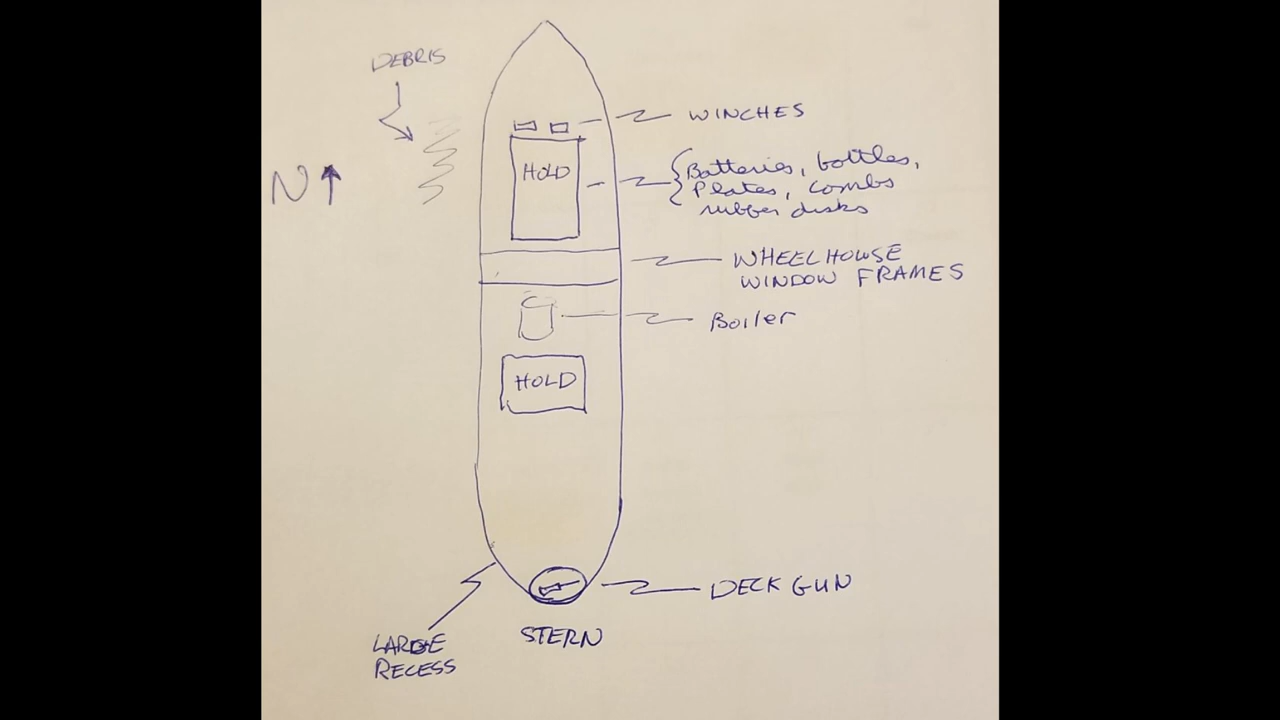 DEBRIS
WINCHES
HOLD
Batteries, bottles,
Plates, combs
rubber disks
N
WHEELHOUSE
WINDOW FRAMES
Boiler
HOLD
DECK GUN
STERN
LARGE
RECESS